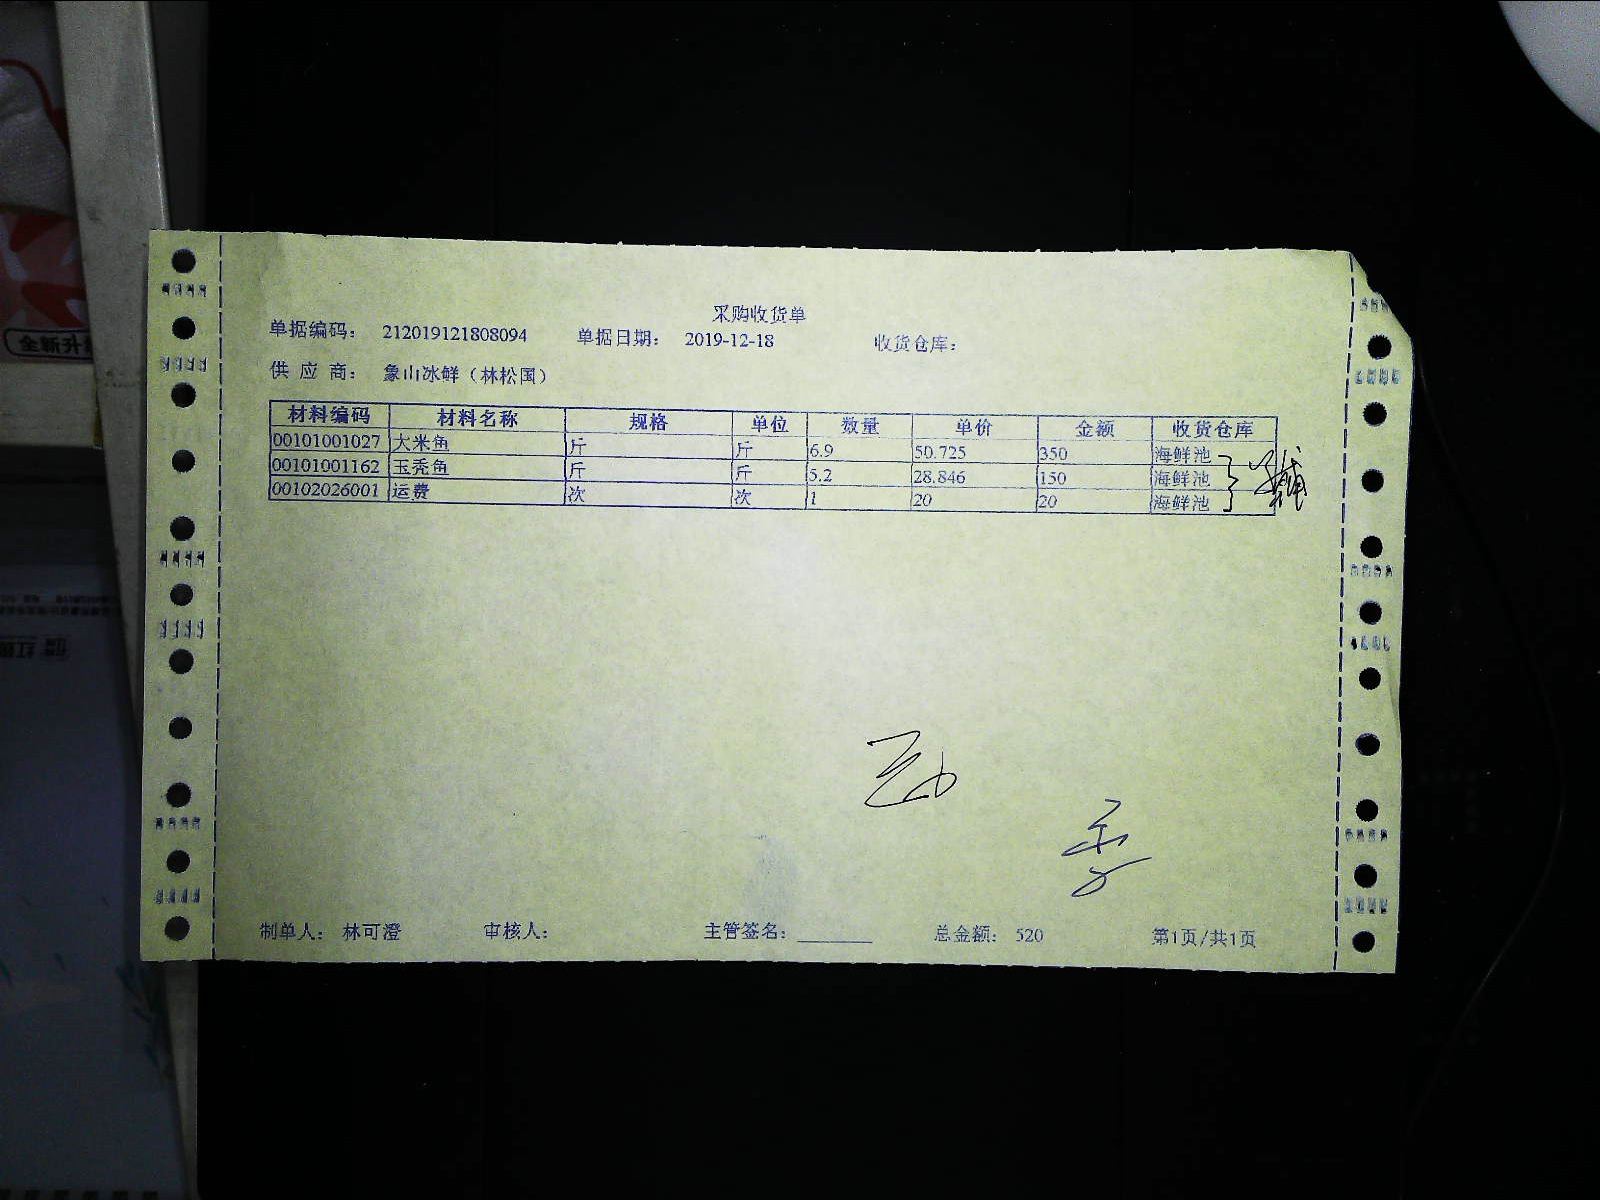 采购收货单
单据编码： 212019121808094 单据日期： 2019-12-18 收货仓库：
供 应 商： 象山冰鲜（林松国）
材料编码 材料名称 规格 单位 数量 单价 金额 收货仓库
00101001027 大米鱼 斤 斤 6.9 50.725 350 海鲜池
00101001162 玉秃鱼 斤 斤 5.2 28.846 150 海鲜池
00102026001 运费 次 次 1 20 20 海鲜池
制单人： 林可澄 审核人： 主管签名： 总金额： 520 第1页/共1页
全新升